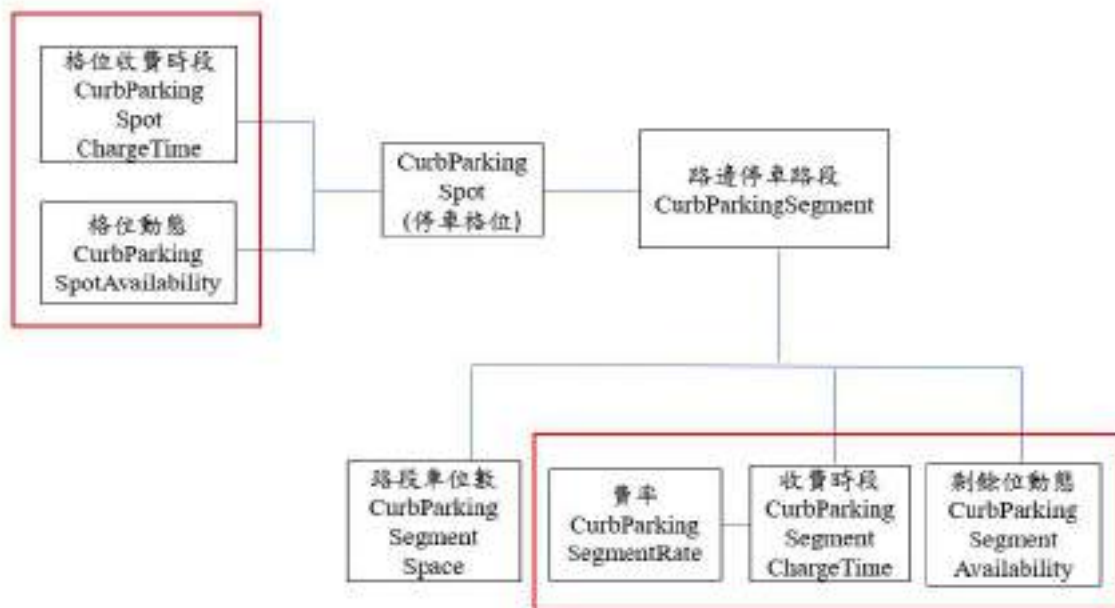 格位收費時段
CurbParking
Spot
ChargeTime
格位動態
CurbParking
SpotAvailability
CurbParking
Spot
(停車格位)
路邊停車路段
CurbParkingSegment
路段車位數
CurbParking
Segment
Space
費率
CurbParking
SegmentRate
收費時段
CurbParking
Segment
ChargeTime
剩餘位動態
CurbParking
Segment
Availability